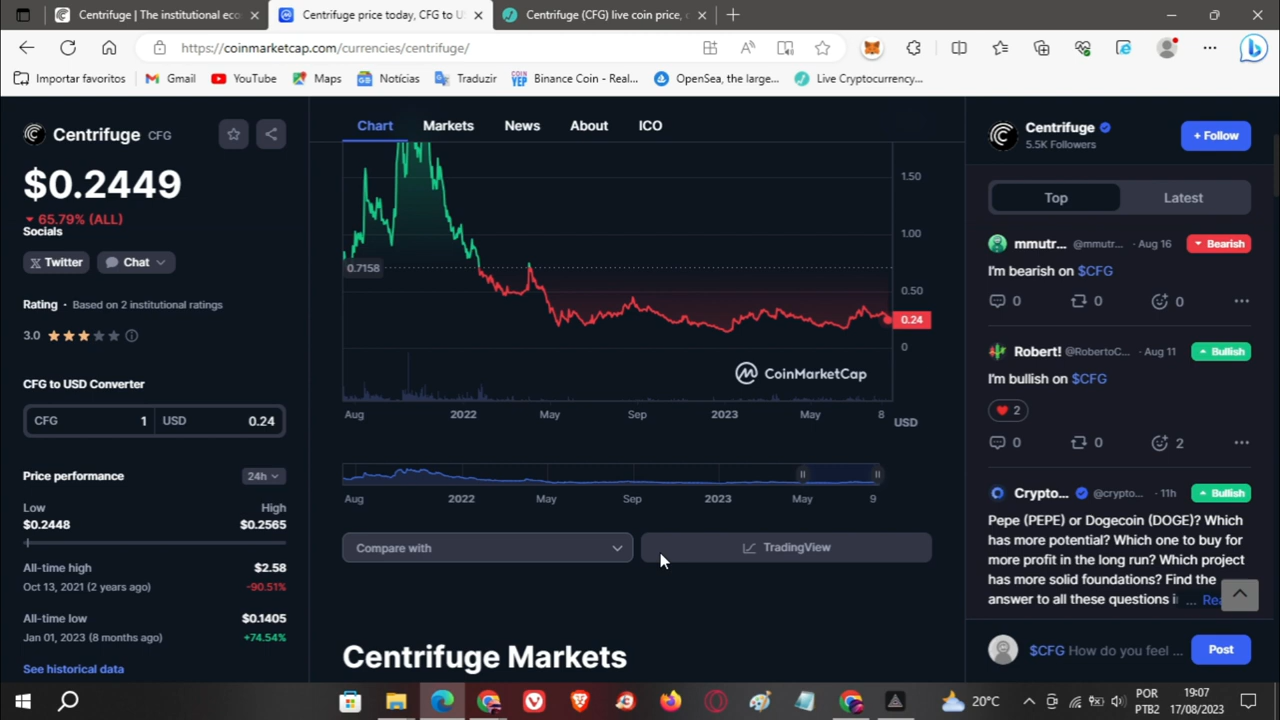 Centrifuge | The institutional eco
Centrifuge price today, CFG to US
Centrifuge (CFG) live coin price,
https://coinmarketcap.com/currencies/centrifuge/
Importar favoritos
Gmail
YouTube
Maps
Notícias
Traduzir
Binance Coin - Real...
OpenSea, the large...
Live Cryptocurrency...
Centrifuge CFG
$0.2449
65.79% (ALL)
Socials
Twitter
Chat
Rating · Based on 2 institutional ratings
3.0
CFG to USD Converter
CFG 1 USD 0.24
Price performance 24h
Low High
$0.2448 $0.2565
All-time high $2.58
Oct 13, 2021 (2 years ago) -90.51%
All-time low $0.1405
Jan 01, 2023 (8 months ago) +74.54%
See historical data
Chart Markets News About ICO
1.50
1.00
0.7158
0.50
0.24
0
CoinMarketCap
Aug 2022 May Sep 2023 May 8
USD
Aug 2022 May Sep 2023 May 9
Compare with
TradingView
Centrifuge Markets
Centrifuge
5.5K Followers
+ Follow
Top Latest
mmutr... @mmutr... · Aug 16 Bearish
I'm bearish on $CFG
0 0 0
Robert! @RobertoC... · Aug 11 Bullish
I'm bullish on $CFG
2
0 0 2
Crypto... @crypto... · 11h Bullish
Pepe (PEPE) or Dogecoin (DOGE)? Which
has more potential? Which one to buy for
more profit in the long run? Which project
has more solid foundations? Find the
answer to all these questions i ... Re
$CFG How do you feel ...
Post
20°C
POR
PTB2
19:07
17/08/2023